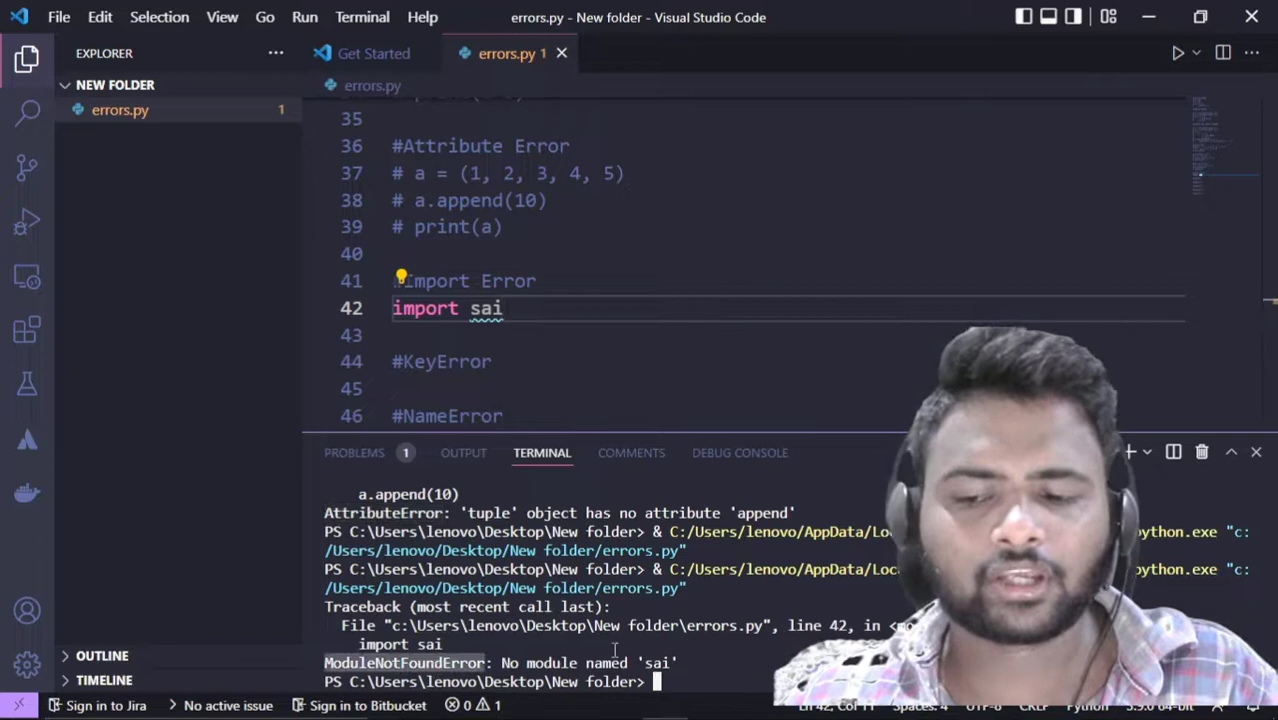 File Edit Selection View Go Run Terminal Help errors.py - New folder - Visual Studio Code
EXPLORER
Get Started
errors.py 1
NEW FOLDER
errors.py
errors.py 1
35
36 #Attribute Error
37 # a = (1, 2, 3, 4, 5)
38 # a.append(10)
39 # print(a)
40
41 #Import Error
42 import sai
43
44 #KeyError
45
46 #NameError
PROBLEMS 1 OUTPUT TERMINAL COMMENTS DEBUG CONSOLE
a.append(10)
AttributeError: 'tuple' object has no attribute 'append'
PS C:\Users\lenovo\Desktop\New folder> & C:/Users/lenovo/AppData/Loc python.exe "c:
/Users/lenovo/Desktop/New folder/errors.py"
PS C:\Users\lenovo\Desktop\New folder> & C:/Users/lenovo/AppData/Loca python.exe "c:
/Users/lenovo/Desktop/New folder/errors.py"
Traceback (most recent call last):
File "c:\Users\lenovo\Desktop\New folder\errors.py", line 42, in <mo
import sai
ModuleNotFoundError: No module named 'sai'
PS C:\Users\lenovo\Desktop\New folder>
OUTLINE
TIMELINE
Sign in to Jira No active issue Sign in to Bitbucket 0 1 Python 3.9.0 64-bit